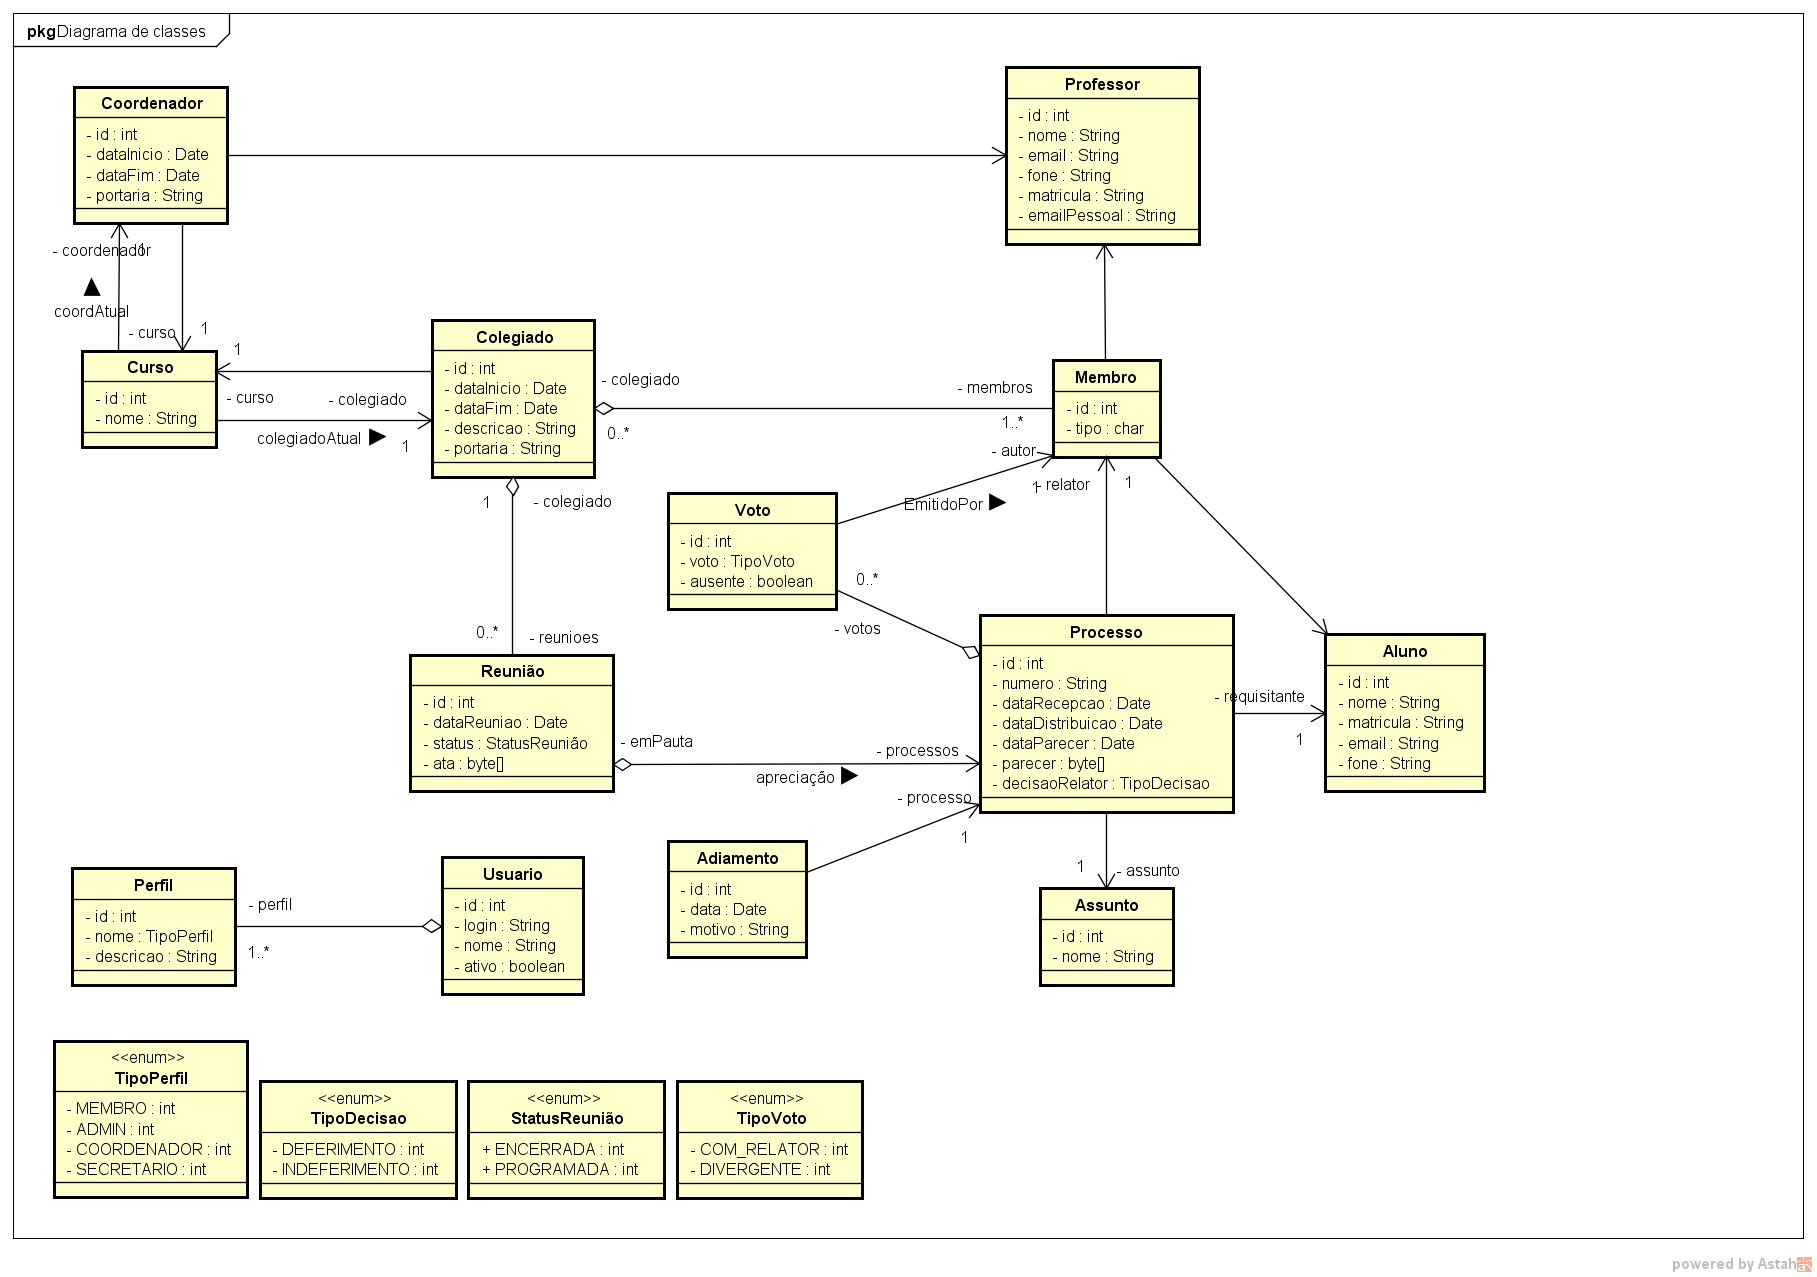 pkg Diagrama de classes
Coordenador
- id : int
- dataInicio : Date
- dataFim : Date
- portaria : String
Professor
- id : int
- nome : String
- email : String
- fone : String
- matricula : String
- emailPessoal : String
- coordenador
1
coordAtual
- curso
1
Curso
- id : int
- nome : String
1
- curso
- colegiado
colegiadoAtual
1
Colegiado
- id : int
- dataInicio : Date
- dataFim : Date
- descricao : String
- portaria : String
- colegiado
0..*
- membros
1..*
Membro
- id : int
- tipo : char
- autor
1
EmitidoPor
- relator
1
1
- colegiado
0..*
- reunioes
Voto
- id : int
- voto : TipoVoto
- ausente : boolean
0..*
- votos
Reunião
- id : int
- dataReuniao : Date
- status : StatusReunião
- ata : byte[]
- emPauta
- processos
apreciação
Processo
- id : int
- numero : String
- dataRecepcao : Date
- dataDistribuicao : Date
- dataParecer : Date
- parecer : byte[]
- decisaoRelator : TipoDecisao
- requisitante
1
Aluno
- id : int
- nome : String
- matricula : String
- email : String
- fone : String
- processo
1
Adiamento
- id : int
- data : Date
- motivo : String
1
- assunto
Assunto
- id : int
- nome : String
Perfil
- id : int
- nome : TipoPerfil
- descricao : String
- perfil
1..*
Usuario
- id : int
- login : String
- nome : String
- ativo : boolean
<<enum>>
TipoPerfil
- MEMBRO : int
- ADMIN : int
- COORDENADOR : int
- SECRETARIO : int
<<enum>>
TipoDecisao
- DEFERIMENTO : int
- INDEFERIMENTO : int
<<enum>>
StatusReunião
+ ENCERRADA : int
+ PROGRAMADA : int
<<enum>>
TipoVoto
- COM_RELATOR : int
- DIVERGENTE : int
powered by Astah